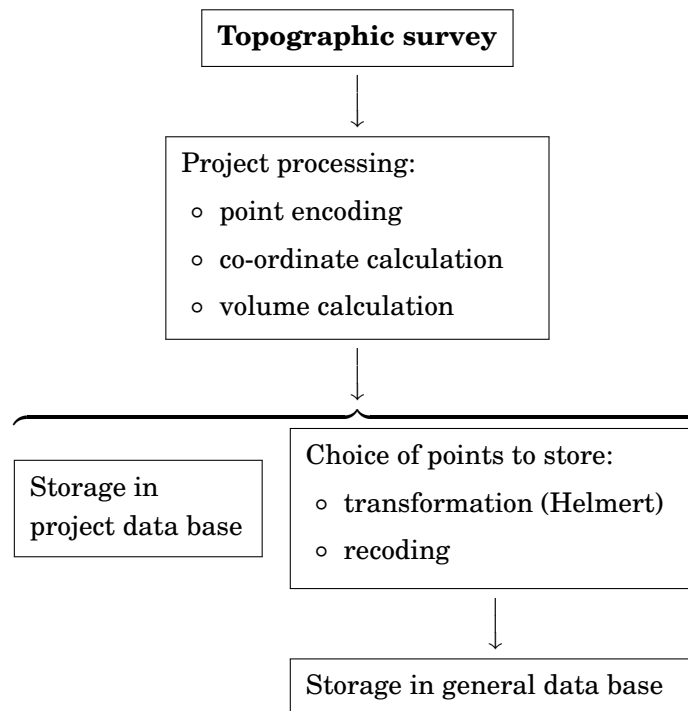 Topographic survey
Project processing:
∘ point encoding
∘ co-ordinate calculation
∘ volume calculation
Storage in
project data base
Choice of points to store:
∘ transformation (Helmert)
∘ recoding
Storage in general data base